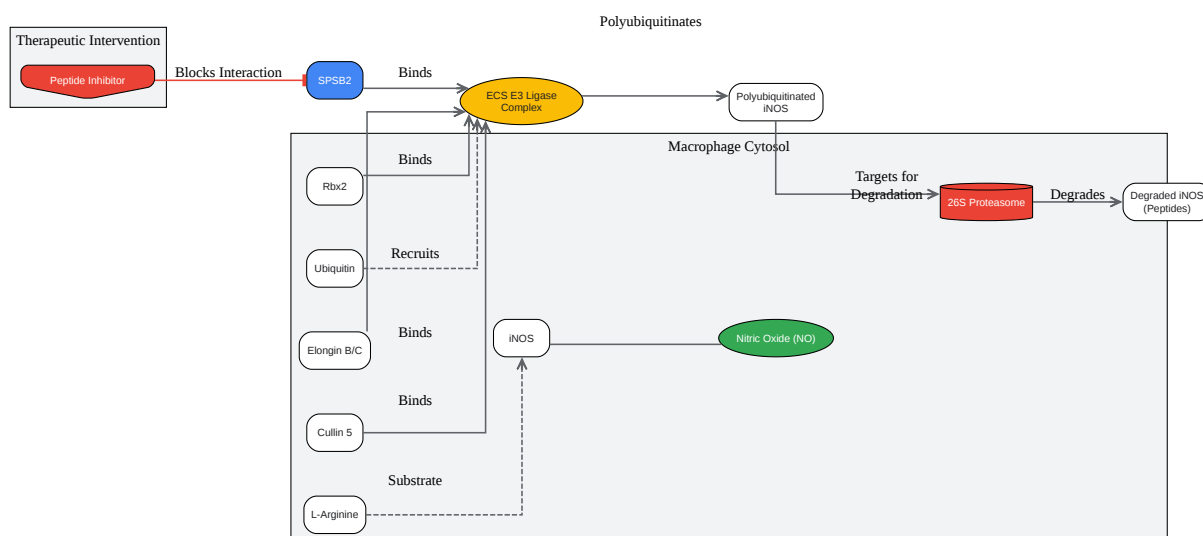 Polyubiquitinates
Therapeutic Intervention
Peptide Inhibitor
Blocks Interaction
SPSB2
Binds
ECS E3 Ligase
Complex
Polyubiquitinated
iNOS
Macrophage Cytosol
Rbx2
Binds
Targets for
Degradation
26S Proteasome
Degrades
Degraded iNOS
(Peptides)
Ubiquitin
Recruits
Elongin B/C
Binds
iNOS
Nitric Oxide (NO)
Cullin 5
Binds
L-Arginine
Substrate